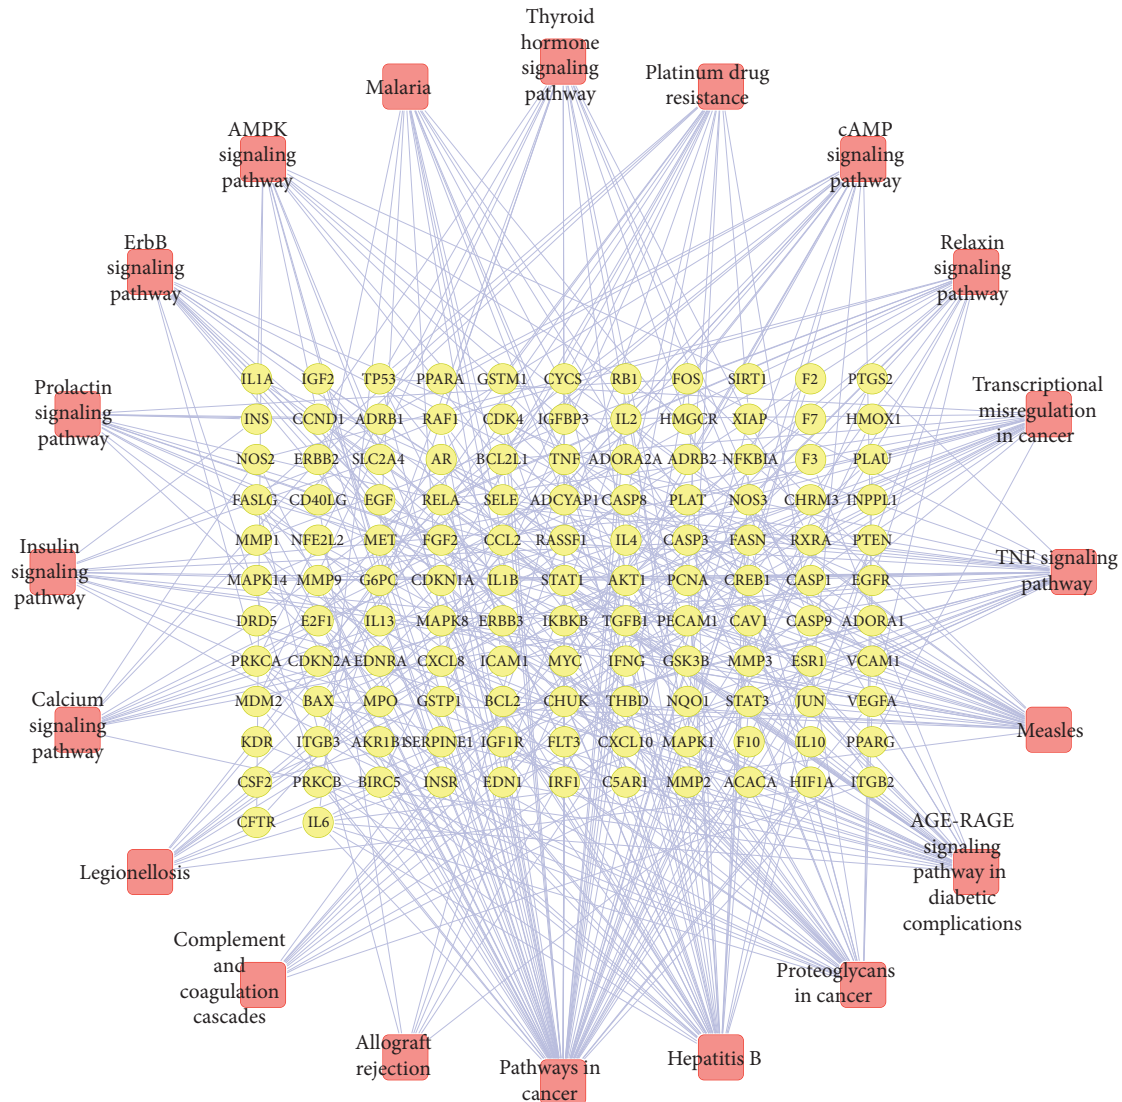 Thyroid
hormone
signaling
pathway
Malaria
Platinum drug
resistance
AMPK
signaling
pathway
cAMP
signaling
pathway
ErbB
signaling
pathway
Relaxin
signaling
pathway
Prolactin
signaling
pathway
Transcriptional
misregulation
in cancer
IL1A IGF2 TP53 PPARA GSTM1 CYCS RB1 FOS SIRT1 F2 PTGS2
INS CCND1 ADRB1 RAF1 CDK4 IGFBP3 IL2 HMGCR XIAP F7 HMOX1
NOS2 ERBB2 SLC2A4 AR BCL2L1 TNF ADORA2A ADRB2 NFKBIA F3 PLAU
FASLG CD40LG EGF RELA SELE ADCYAP1 CASP8 PLAT NOS3 CHRM3 INPPL1
MMP1 NFE2L2 MET FGF2 CCL2 RASSF1 IL4 CASP3 FASN RXRA PTEN
MAPK14 MMP9 G6PC CDKN1A IL1B STAT1 AKT1 PCNA CREB1 CASP1 EGFR
DRD5 E2F1 IL13 MAPK8 ERBB3 IKBKB TGFB1 PECAM1 CAV1 CASP9 ADORA1
PRKCA CDKN2A EDNRA CXCL8 ICAM1 MYC IFNG GSK3B MMP3 ESR1 VCAM1
MDM2 BAX MPO GSTP1 BCL2 CHUK THBD NQO1 STAT3 JUN VEGFA
KDR ITGB3 AKR1B1 SERPINE1 IGF1R FLT3 CXCL10 MAPK1 F10 IL10 PPARG
CSF2 PRKCB BIRC5 INSR EDN1 IRF1 C5AR1 MMP2 ACACA HIF1A ITGB2
CFTR IL6
Insulin
signaling
pathway
TNF signaling
pathway
Calcium
signaling
pathway
Measles
Legionellosis
AGE-RAGE
signaling
pathway in
diabetic
complications
Complement
and
coagulation
cascades
Proteoglycans
in cancer
Allograft
rejection
Pathways in
cancer
Hepatitis B